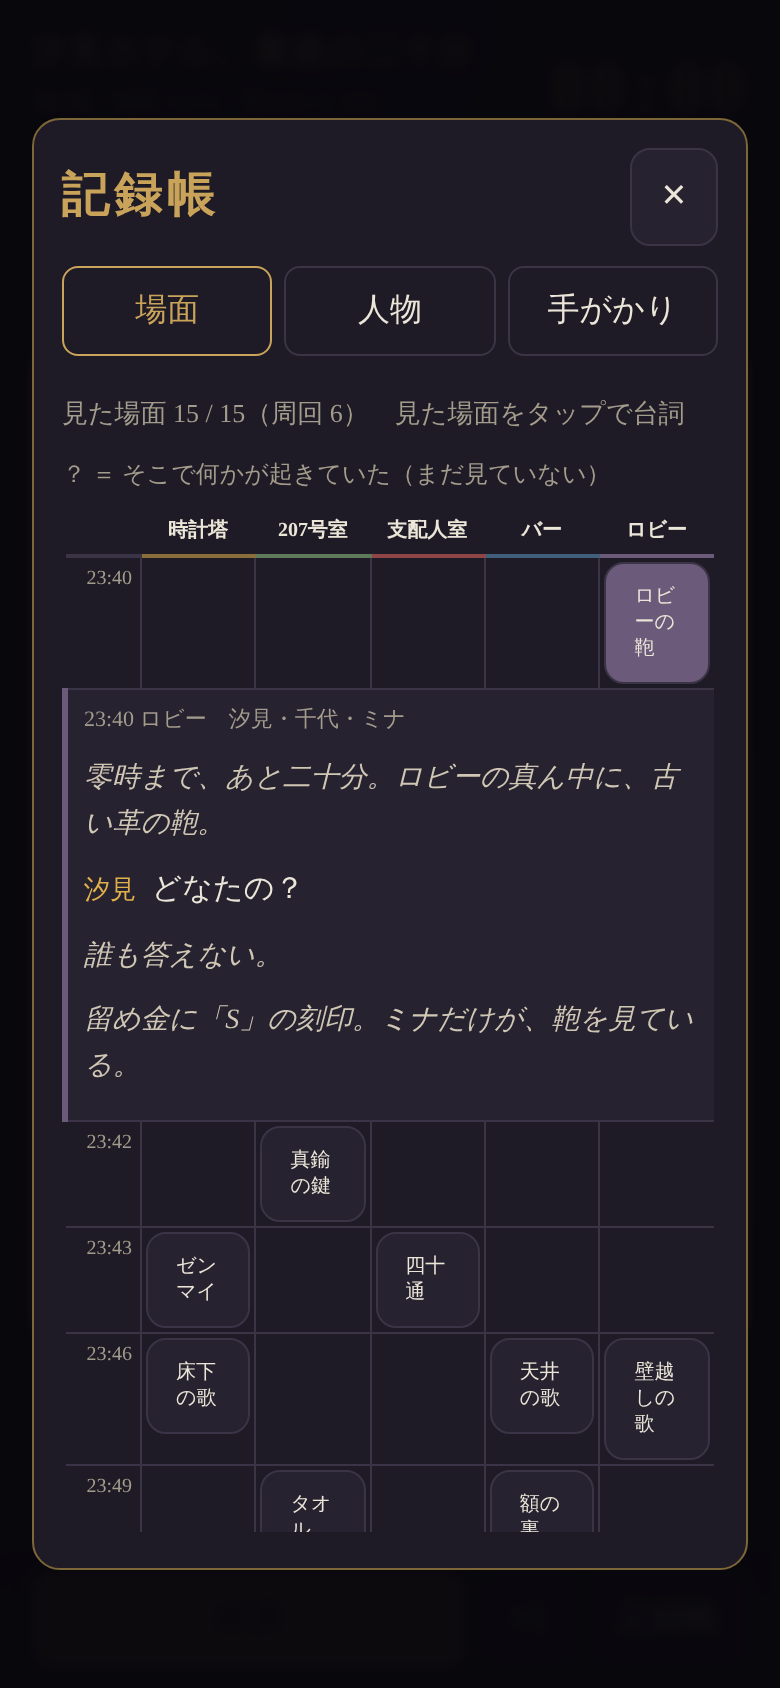 記録帳
×
場面 人物 手がかり
見た場面 15 / 15（周回 6）　見た場面をタップで台詞
？ ＝ そこで何かが起きていた（まだ見ていない）
時計塔 207号室 支配人室 バー ロビー
23:40
ロビ
ーの
鞄
23:40 ロビー　汐見・千代・ミナ
零時まで、あと二十分。ロビーの真ん中に、古
い革の鞄。
汐見 どなたの？
誰も答えない。
留め金に「S」の刻印。ミナだけが、鞄を見てい
る。
23:42
真鍮
の鍵
23:43
ゼン
マイ
四十
通
23:46
床下
の歌
天井
の歌
壁越
しの
歌
23:49
タオ
ル
額の
裏